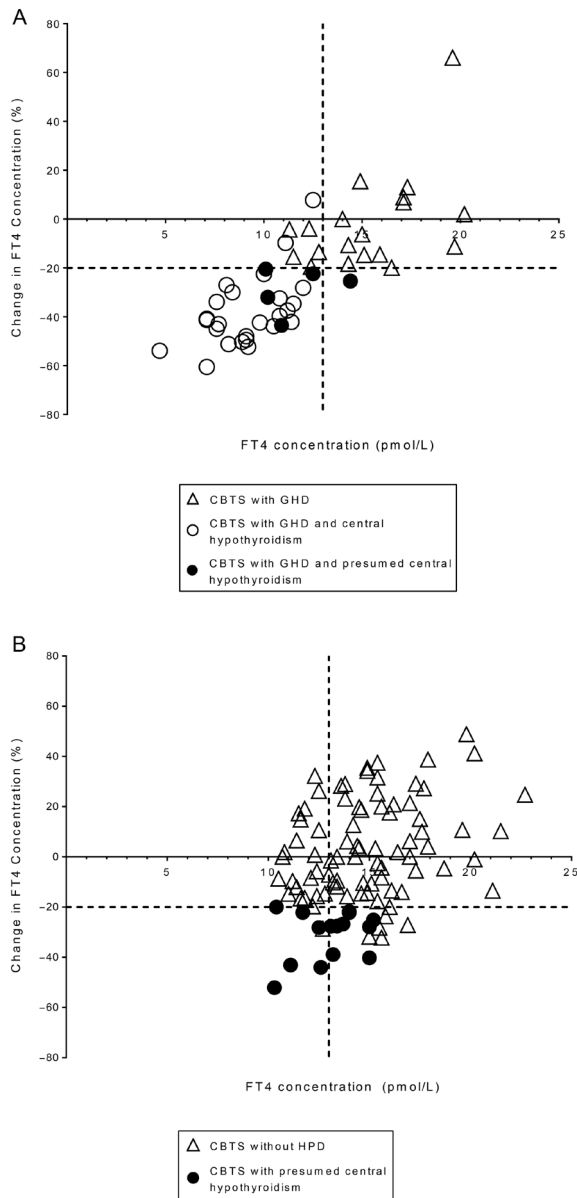 A
80
60
40
20
0
5
10
15
20
25
−20
−40
−60
−80
Change in FT4 Concentration (%)
FT4 concentration (pmol/L)
CBTS with GHD
CBTS with GHD and central
hypothyroidism
CBTS with GHD and presumed central
hypothyroidism
B
80
60
40
20
0
5
10
15
20
25
−20
−40
−60
−80
Change in FT4 Concentration (%)
FT4 concentration (pmol/L)
CBTS without HPD
CBTS with presumed central
hypothyroidism